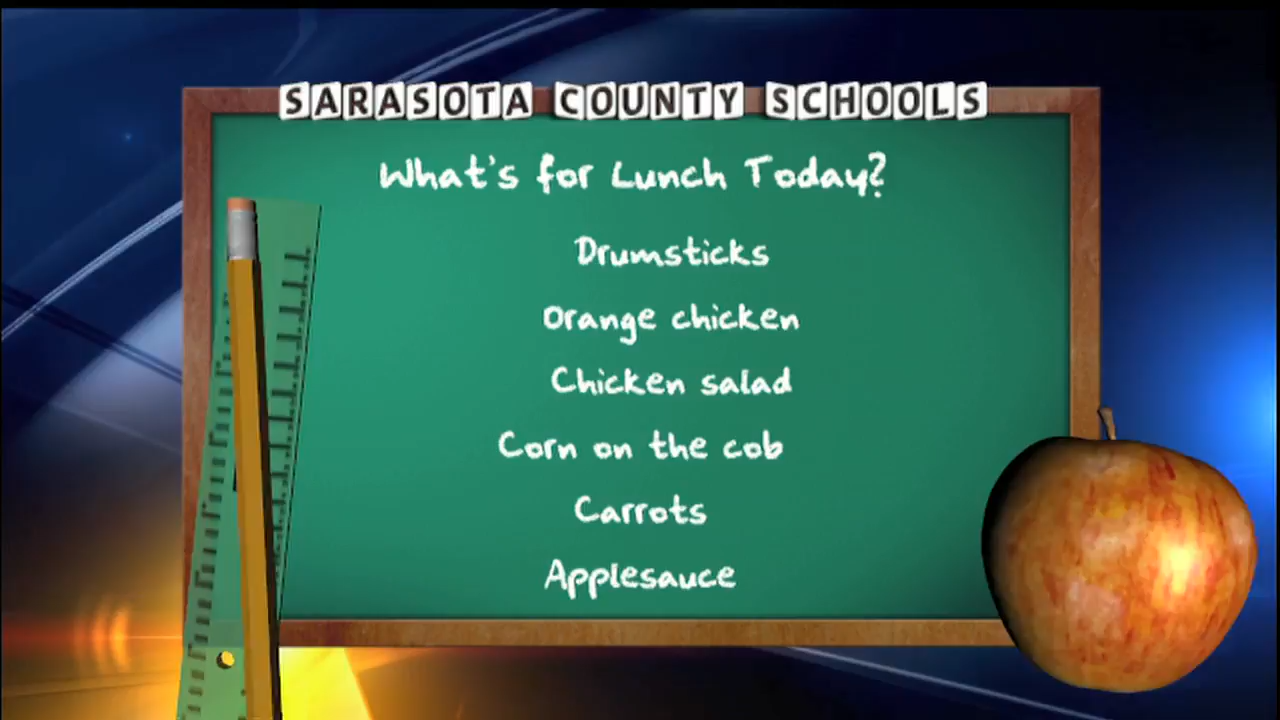 SARASOTA COUNTY SCHOOLS
What's for Lunch Today?
Drumsticks
Orange chicken
Chicken salad
Corn on the cob
Carrots
Applesauce